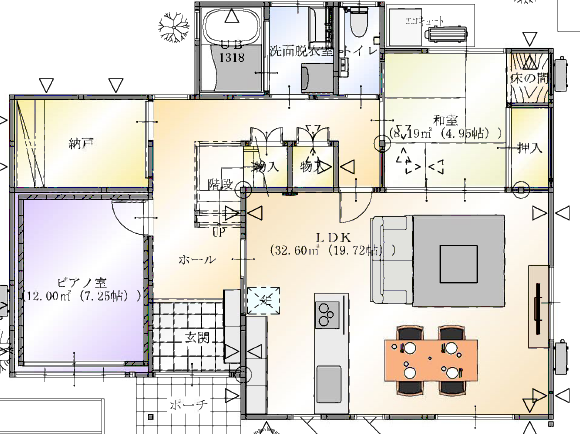 エコキュート
UB
1318
洗面脱衣室
トイレ
床の間
和室
(8.19㎡(4.95帖))
押入
納戸
物入
物入
階段
UP
ホール
LDK
(32.60㎡(19.72帖))
ピアノ室
(12.00㎡(7.25帖))
玄関
ポーチ